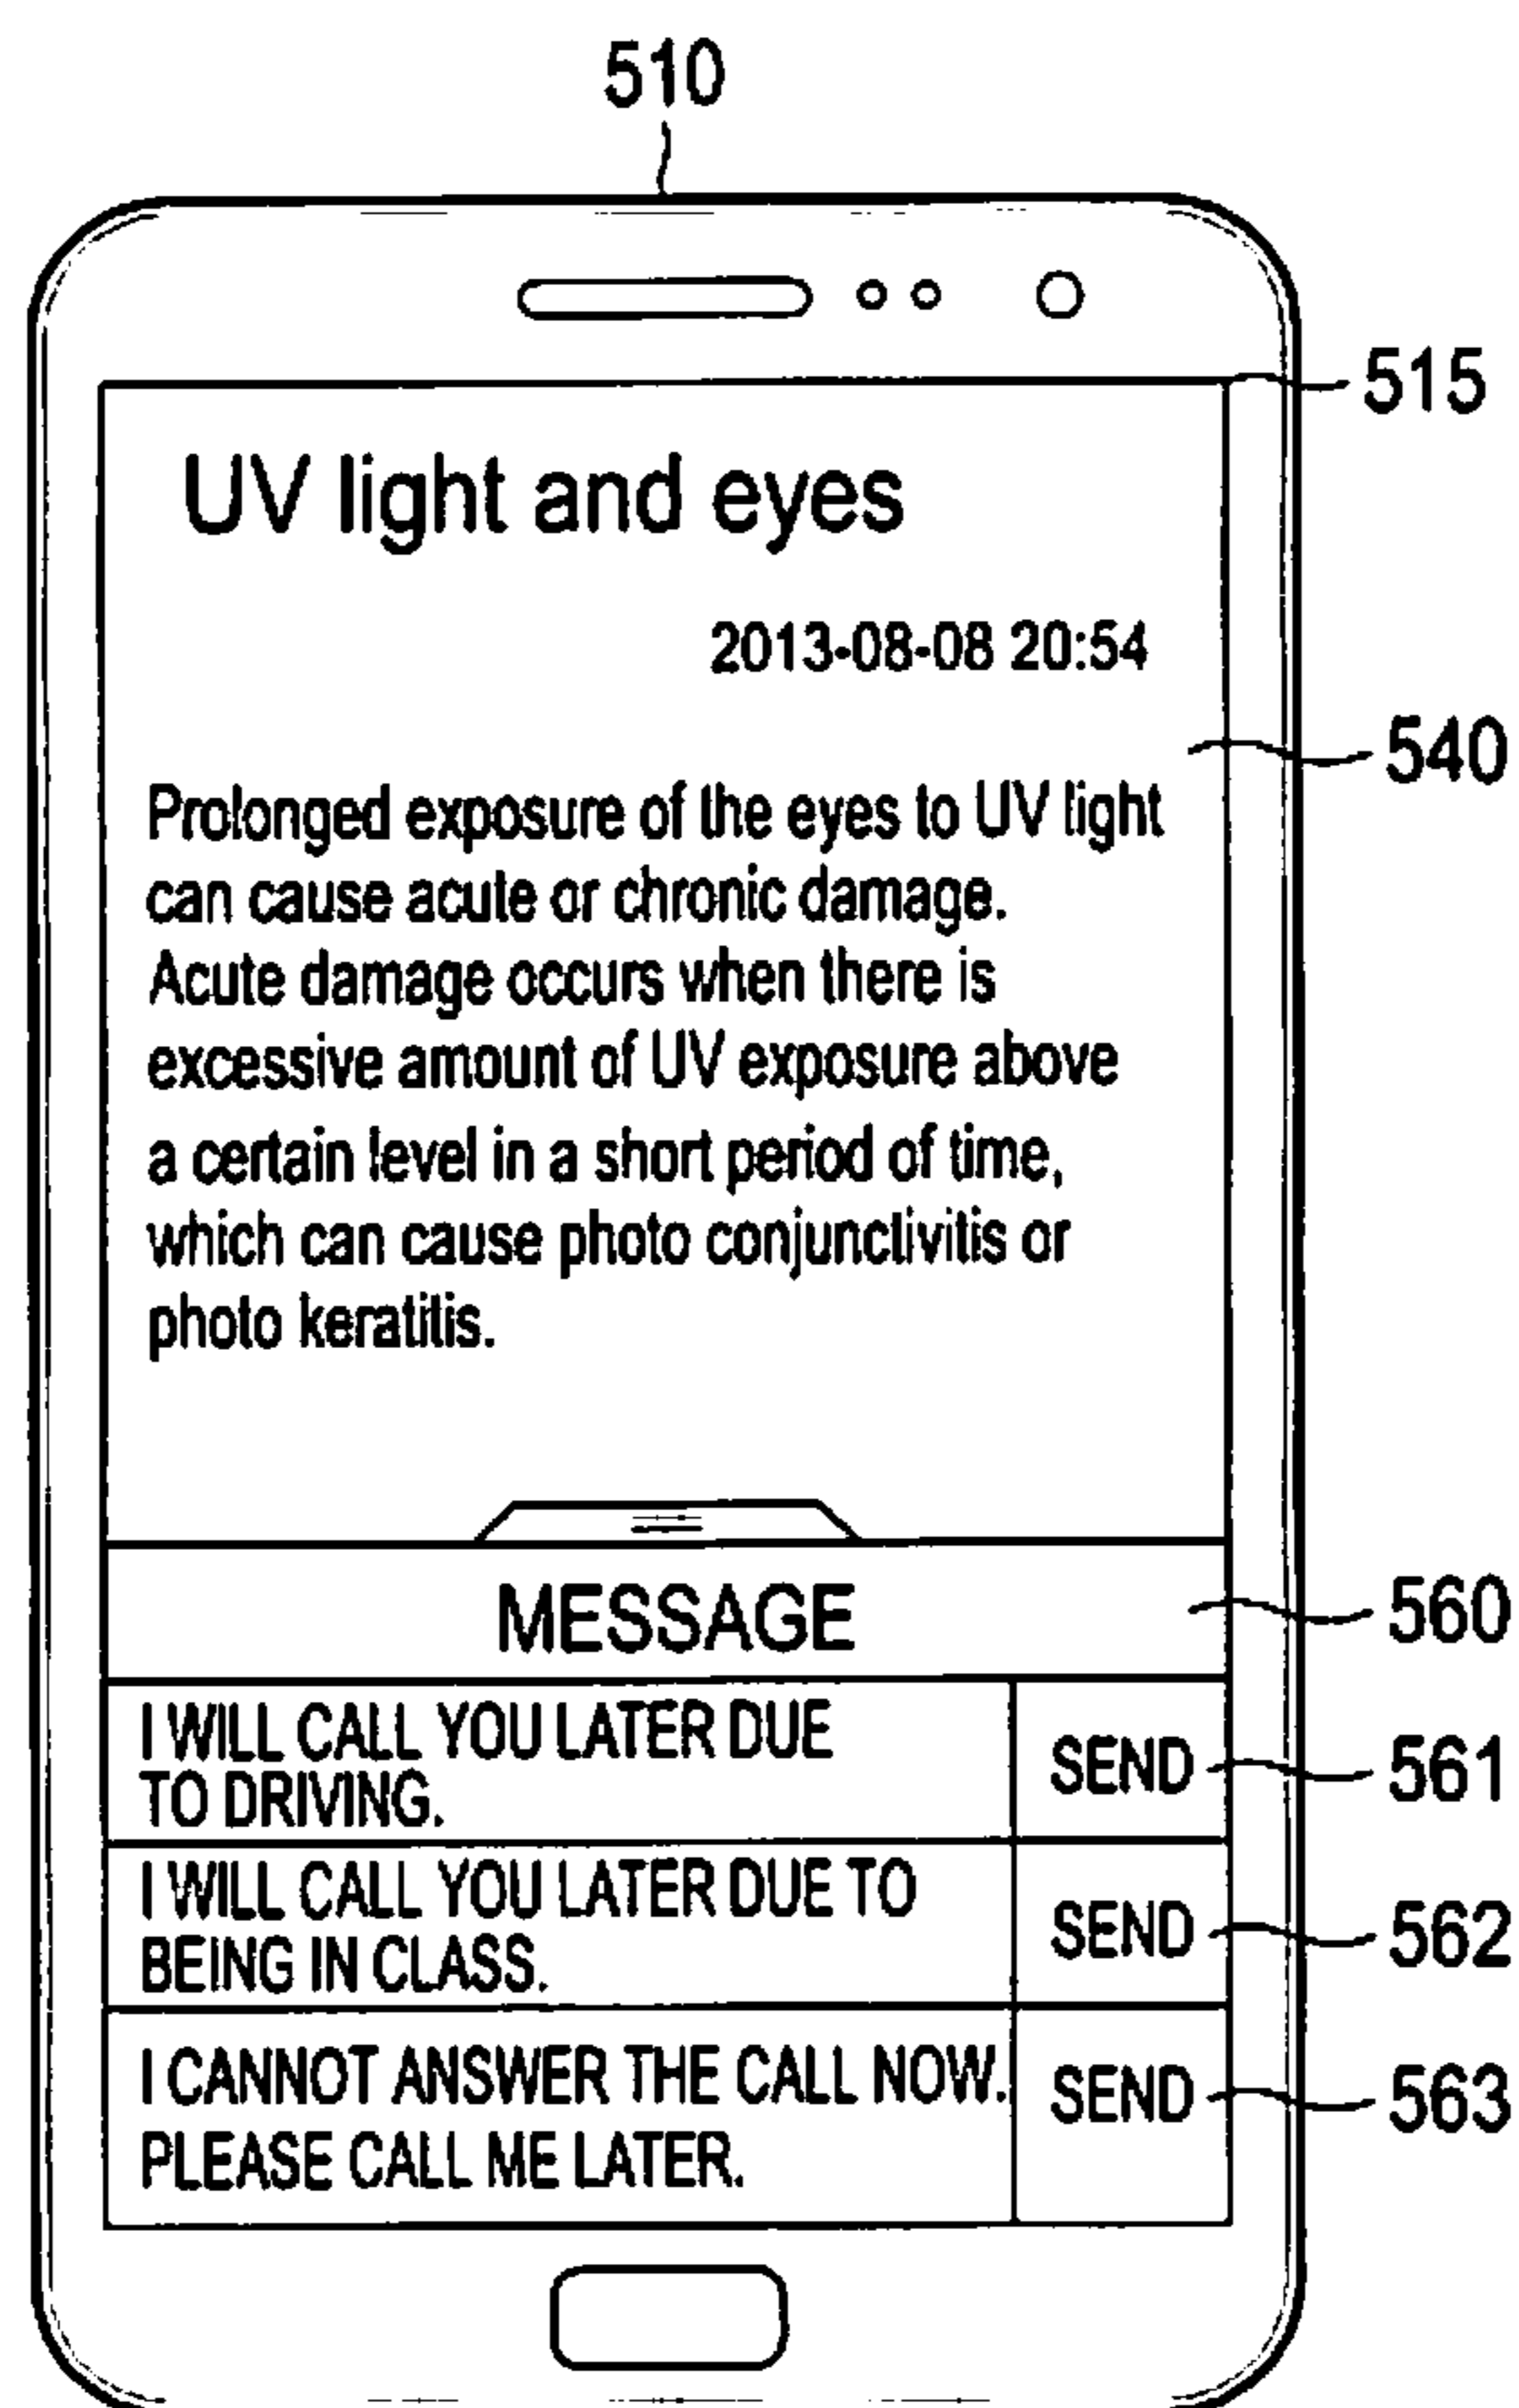 510
515
UV light and eyes
2013-08-08 20:54
540
Prolonged exposure of the eyes to UV light
can cause acute or chronic damage.
Acute damage occurs when there is
excessive amount of UV exposure above
a certain level in a short period of time,
which can cause photo conjunctivitis or
photo keratitis.
MESSAGE
560
I WILL CALL YOU LATER DUE
TO DRIVING.
SEND
561
I WILL CALL YOU LATER DUE TO
BEING IN CLASS.
SEND
562
I CANNOT ANSWER THE CALL NOW.
PLEASE CALL ME LATER.
SEND
563